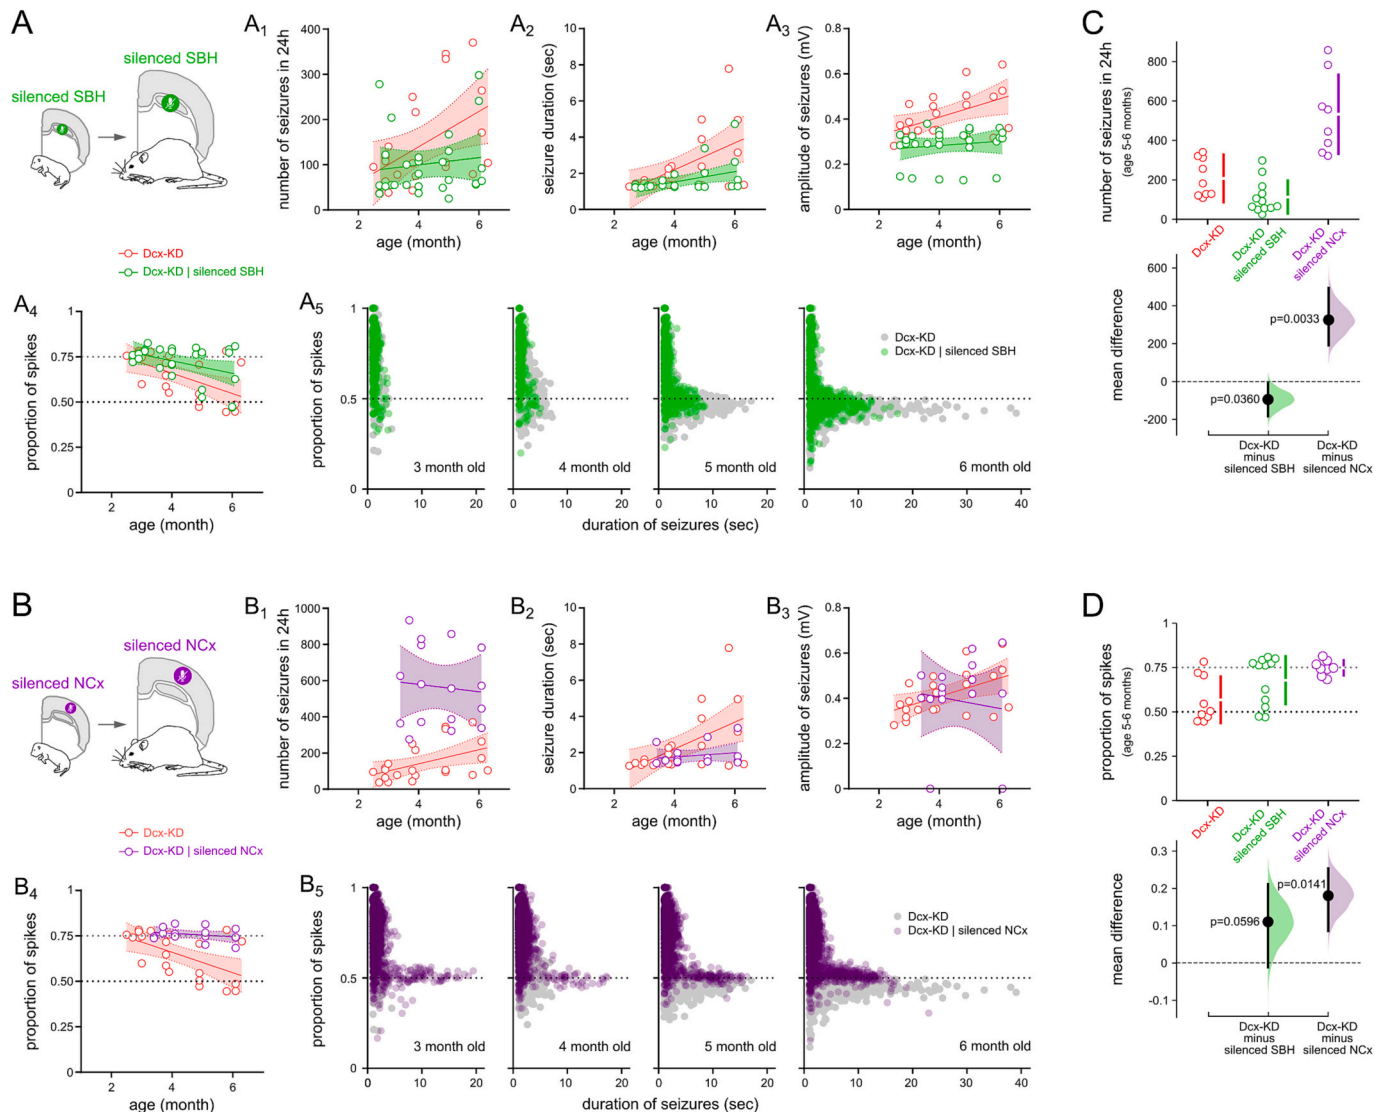 A
silenced SBH
silenced SBH
Dcx-KD
Dcx-KD | silenced SBH
A1
number of seizures in 24h
400
300
200
100
0
2
4
6
age (month)
A2
seizure duration (sec)
10
8
6
4
2
0
2
4
6
age (month)
A3
amplitude of seizures (mV)
0.8
0.6
0.4
0.2
0
2
4
6
age (month)
A4
proportion of spikes
1
0.75
0.50
0.25
0
2
4
6
age (month)
A5
proportion of spikes
1
0.5
1
3 month old
0
10
20
4 month old
0
10
20
5 month old
0
10
20
Dcx-KD
Dcx-KD | silenced SBH
6 month old
0
10
20
30
40
duration of seizures (sec)
B
silenced NCx
silenced NCx
Dcx-KD
Dcx-KD | silenced NCx
B1
number of seizures in 24h
1000
800
600
400
200
0
2
4
6
age (month)
B2
seizure duration (sec)
10
8
6
4
2
0
2
4
6
age (month)
B3
amplitude of seizures (mV)
0.8
0.6
0.4
0.2
0
2
4
6
age (month)
B4
proportion of spikes
1
0.75
0.50
0.25
0
2
4
6
age (month)
B5
proportion of spikes
1
0.5
1
3 month old
0
10
20
4 month old
0
10
20
5 month old
0
10
20
Dcx-KD
Dcx-KD | silenced NCx
6 month old
0
10
20
30
40
duration of seizures (sec)
C
number of seizures in 24h
(age 5-6 months)
800
600
400
200
0
Dcx-KD
Dcx-KD
silenced SBH
Dcx-KD
silenced NCx
mean difference
600
400
200
0
-200
p=0.0033
p=0.0360
Dcx-KD
minus
silenced SBH
Dcx-KD
minus
silenced NCx
D
proportion of spikes
(age 5-6 months)
1
0.75
0.5
0.25
0
Dcx-KD
Dcx-KD
silenced SBH
Dcx-KD
silenced NCx
mean difference
0.3
0.2
0.1
0
-0.1
p=0.0141
p=0.0596
Dcx-KD
minus
silenced SBH
Dcx-KD
minus
silenced NCx